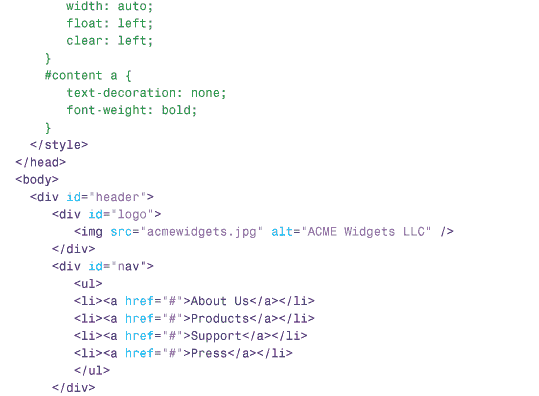 width: auto;
float: left;
clear: left;
}
#content a {
text-decoration: none;
font-weight: bold;
}
</style>
</head>
<body>
<div id="header">
<div id="logo">
<img src="acmewidgets.jpg" alt="ACME Widgets LLC" />
</div>
<div id="nav">
<ul>
<li><a href="#">About Us</a></li>
<li><a href="#">Products</a></li>
<li><a href="#">Support</a></li>
<li><a href="#">Press</a></li>
</ul>
</div>